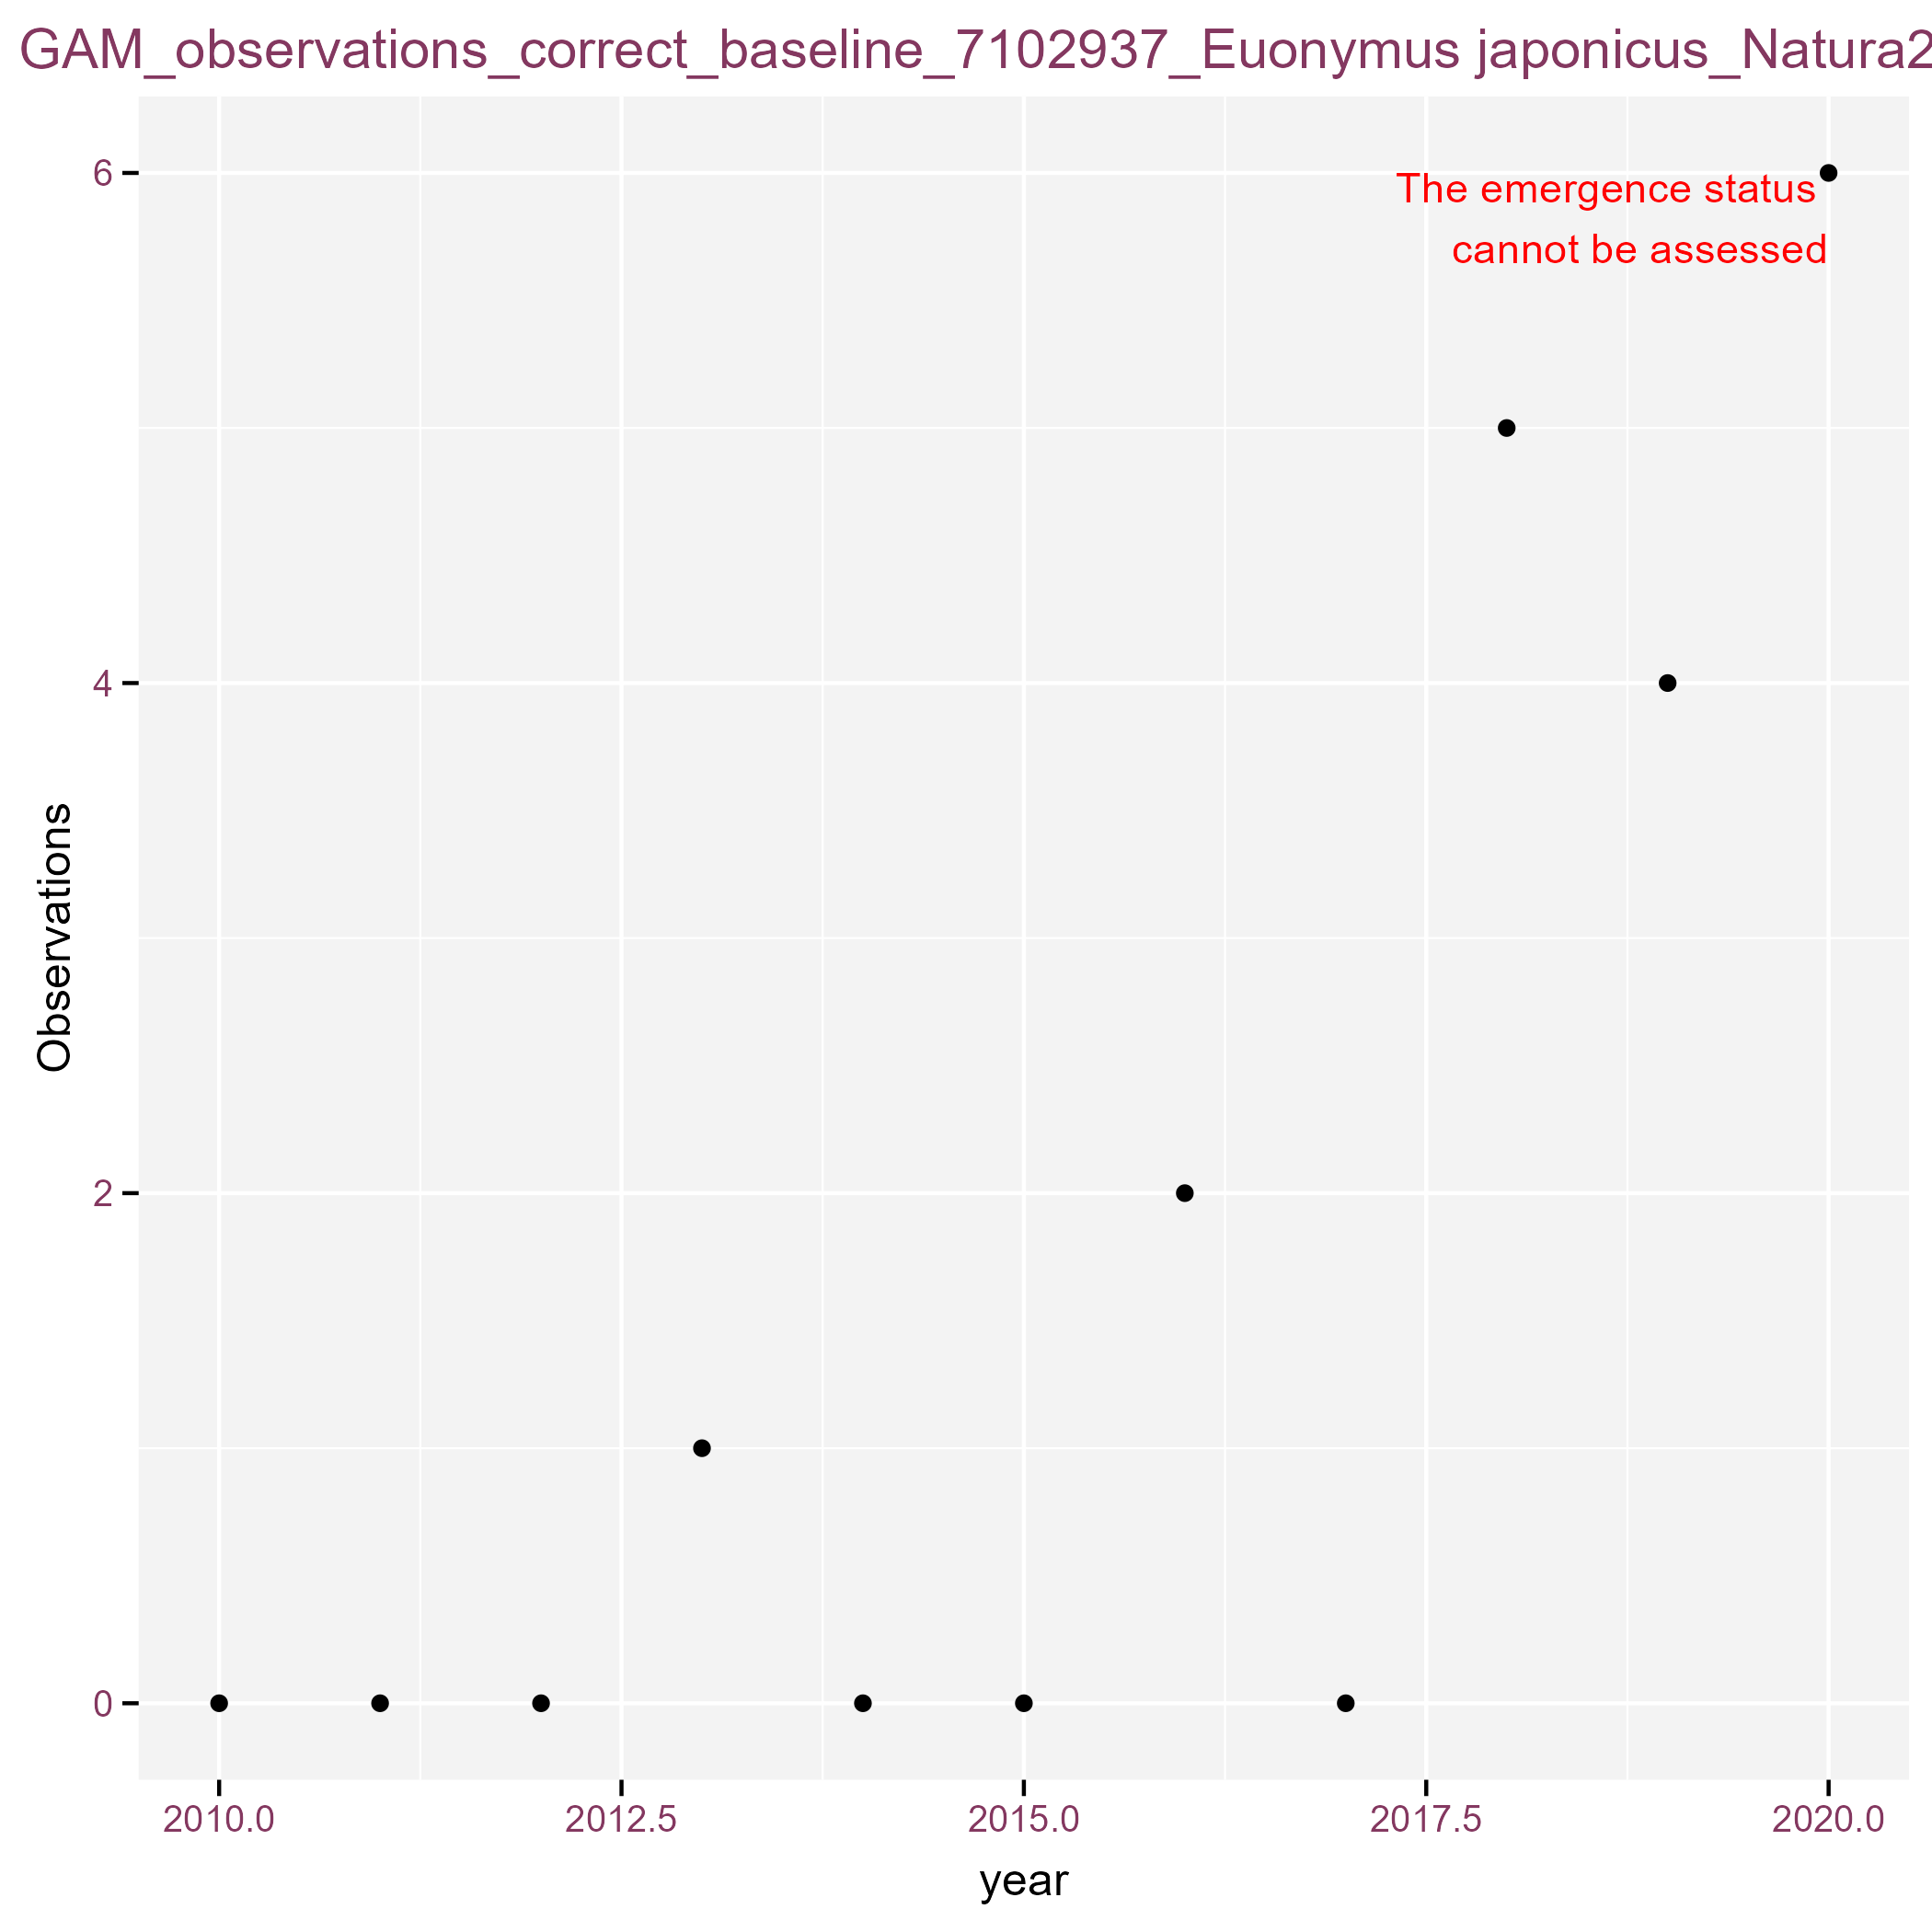 GAM_observations_correct_baseline_7102937_Euonymus japonicus_Natura2
6
The emergence status
cannot be assessed
4
Observations
2
0
2010.0 2012.5 2015.0 2017.5 2020.0
year